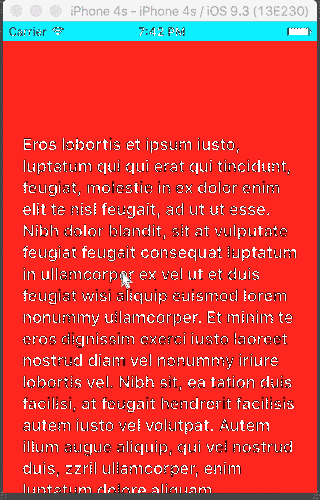 iPhone 4s - iPhone 4s / iOS 9.3 (13E230)
Carrier 7:42 PM
Eros lobortis et ipsum iusto,
luptatum qui qui erat qui tincidunt,
feugiat, molestie in ex dolor enim
elit te nisl feugait, ad ut ut esse.
Nibh dolor blandit, sit at vulputate
feugiat feugait consequat luptatum
in ullamcorper ex vel ut et duis
feugiat wisi aliquip euismod lorem
nonummy ullamcorper. Et minim te
eros dignissim exerci iusto laoreet
nostrud diam vel nonummy iriure
lobortis vel. Nibh sit, ea tation duis
facilisi, at feugait hendrerit facilisis
autem iusto vel volutpat. Autem
illum augue aliquip, qui vel nostrud
duis, zzril ullamcorper, enim
luptatum dolore aliquam